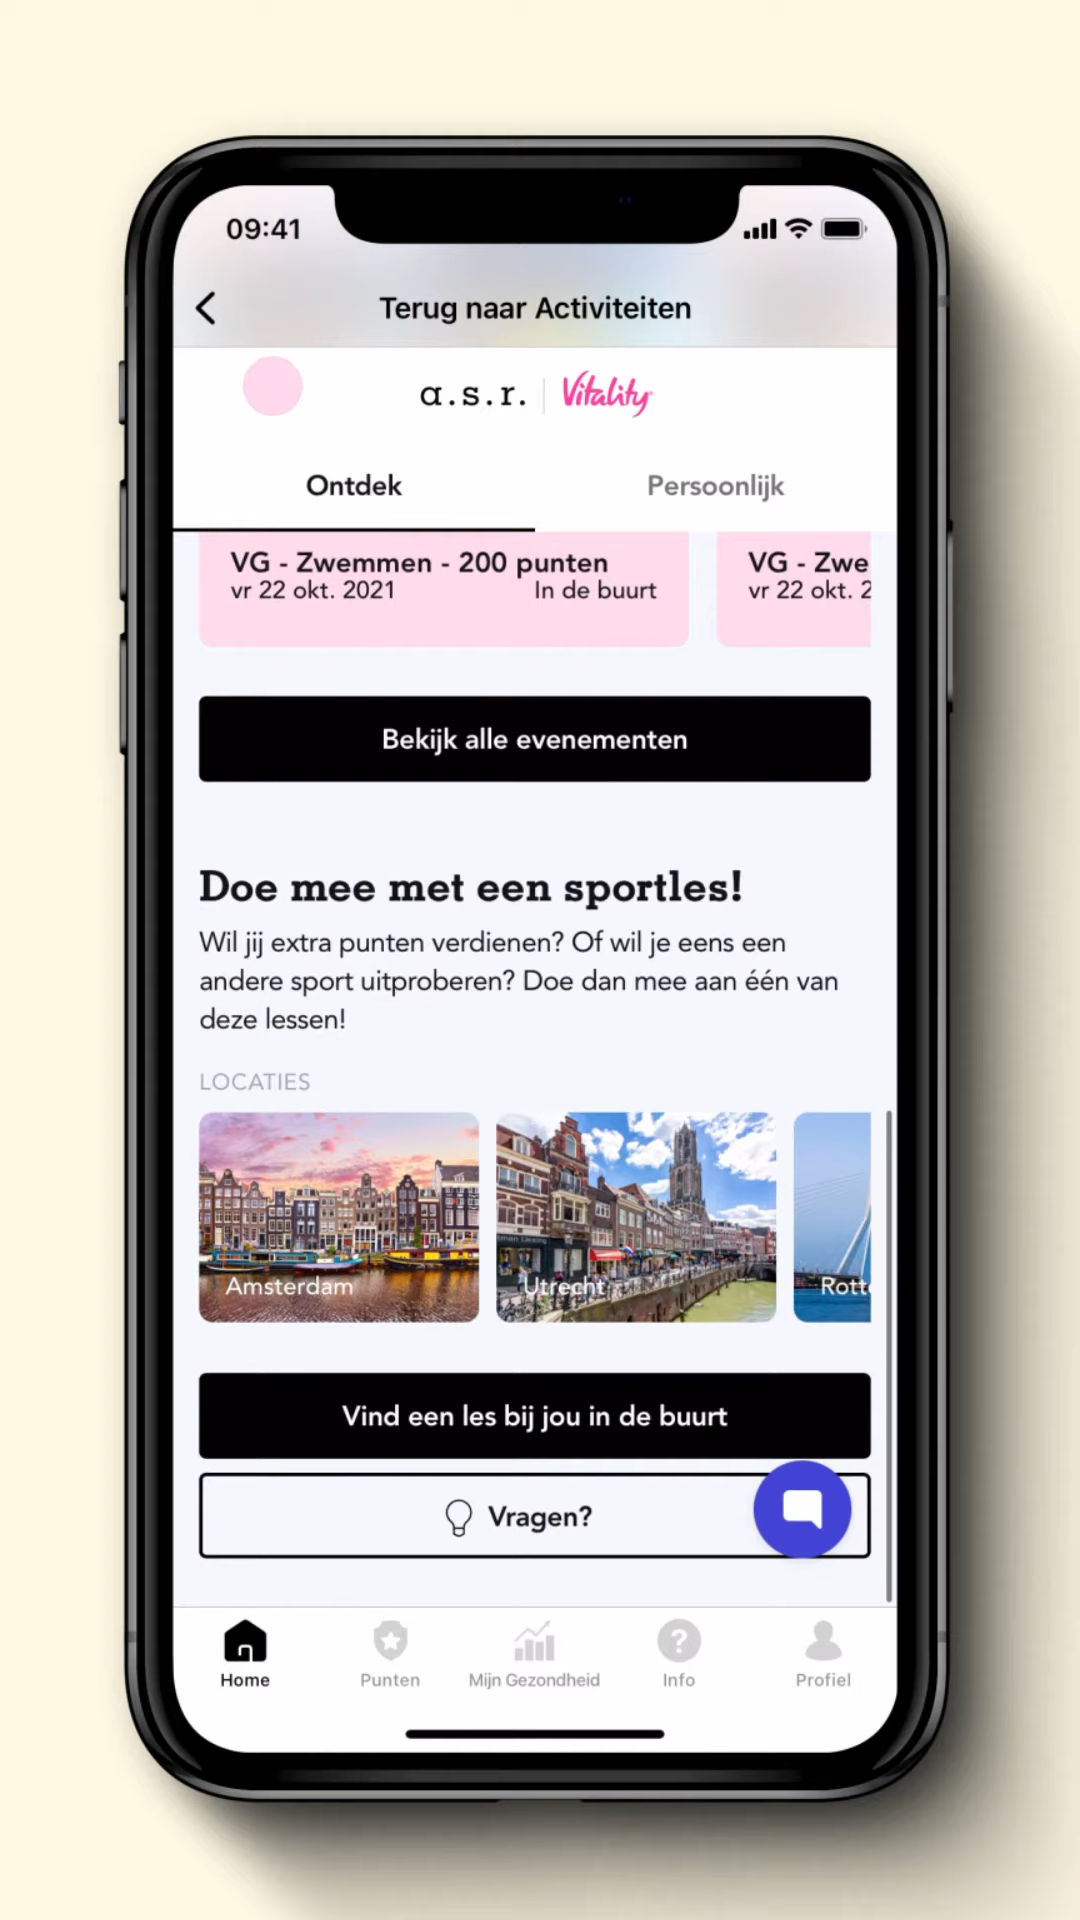 09:41
Terug naar Activiteiten
a.s.r. Vitality
Ontdek Persoonlijk
VG - Zwemmen - 200 punten
vr 22 okt. 2021 In de buurt
VG - Zwe
vr 22 okt. 2
Bekijk alle evenementen
Doe mee met een sportles!
Wil jij extra punten verdienen? Of wil je eens een
andere sport uitproberen? Doe dan mee aan één van
deze lessen!
LOCATIES
Amsterdam Utrecht Rott
Vind een les bij jou in de buurt
Vragen?
Home Punten Mijn Gezondheid Info Profiel